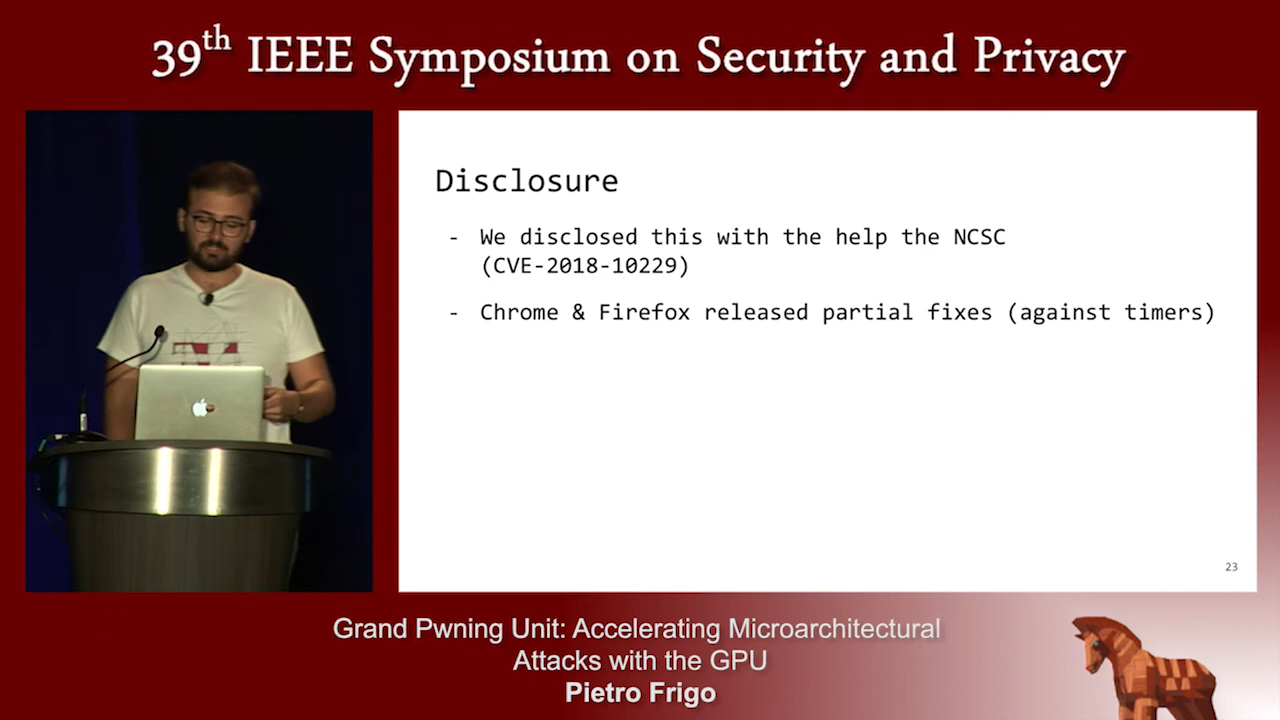 39th IEEE Symposium on Security and Privacy
Disclosure
- We disclosed this with the help the NCSC
(CVE-2018-10229)
- Chrome & Firefox released partial fixes (against timers)
23
Grand Pwning Unit: Accelerating Microarchitectural
Attacks with the GPU
Pietro Frigo